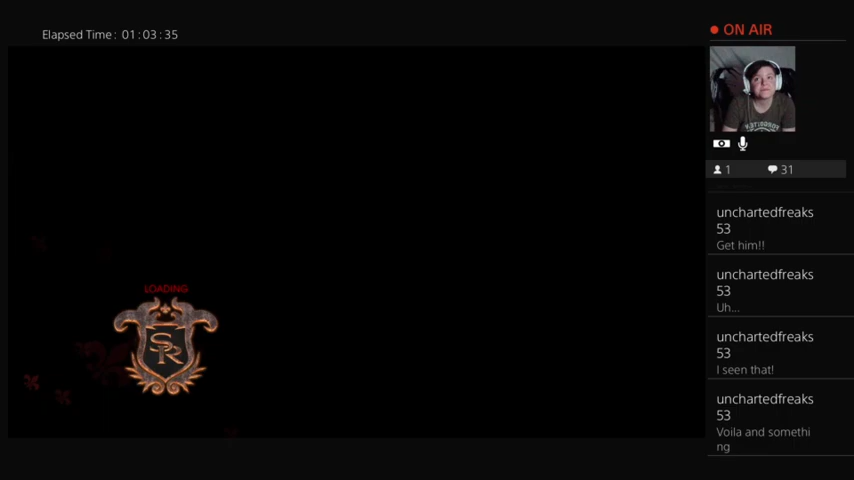 Elapsed Time: 01:03:35
ON AIR
1
31
unchartedfreaks
53
Get him!!
unchartedfreaks
53
Uh...
unchartedfreaks
53
I seen that!
unchartedfreaks
53
Voila and somethi
ng
LOADING
SR